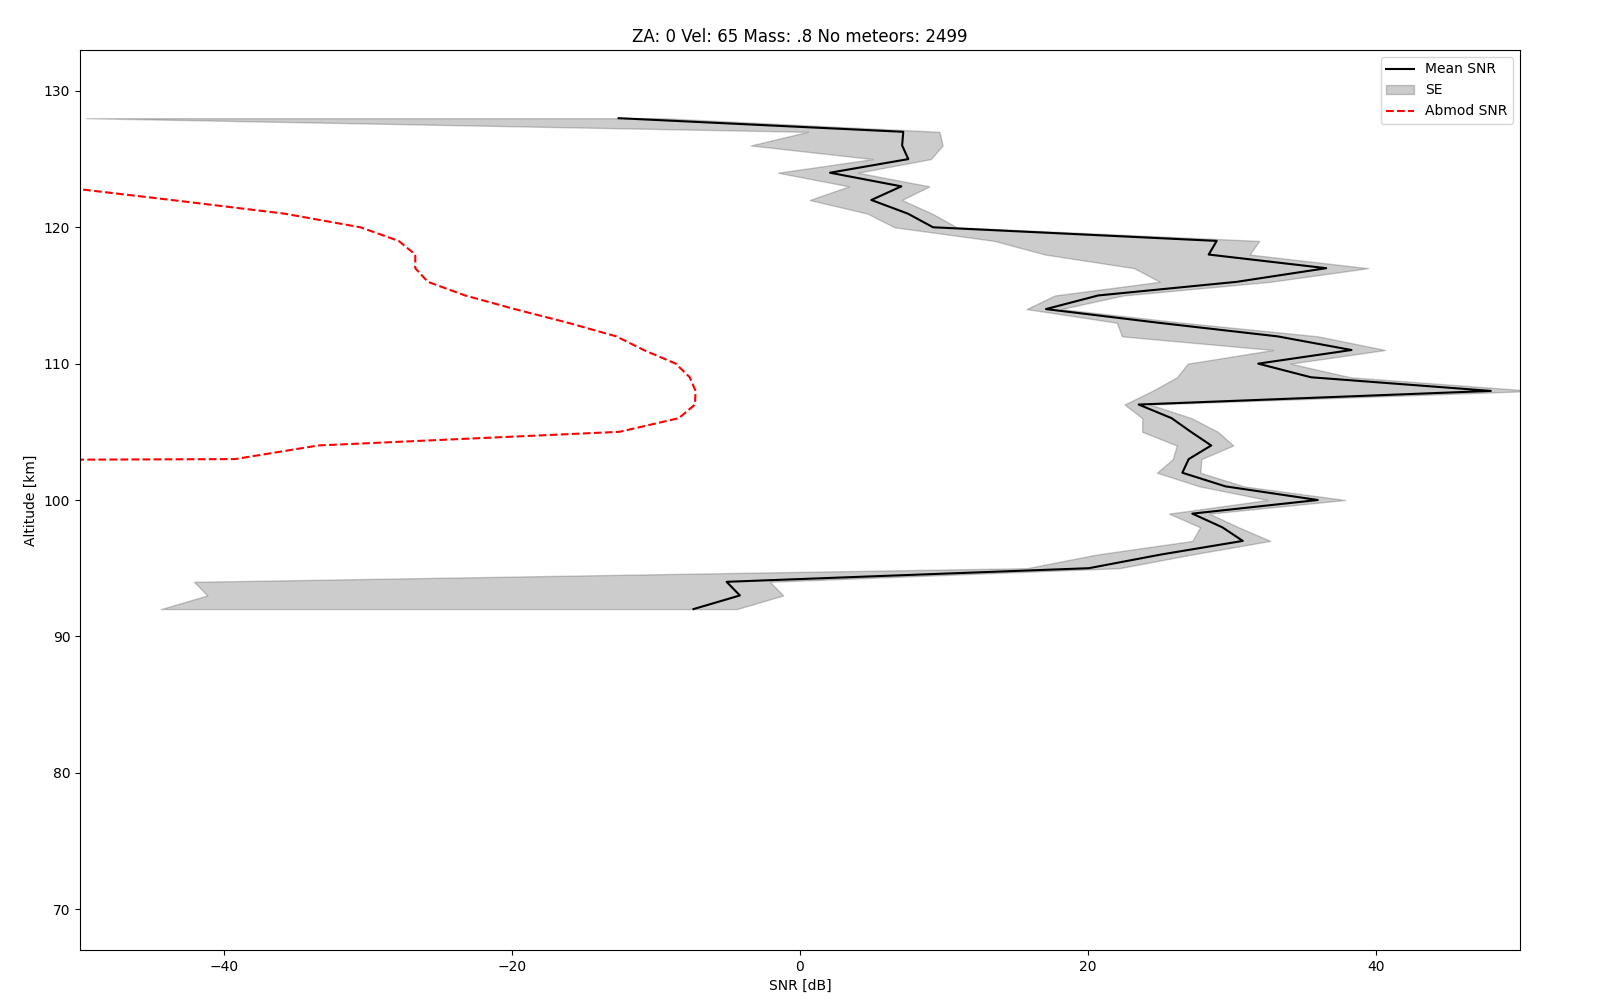 ZA: 0 Vel: 65 Mass: .8 No meteors: 2499
Mean SNR
SE
Abmod SNR
130
120
110
100
90
80
70
Altitude [km]
−40
−20
0
20
40
SNR [dB]